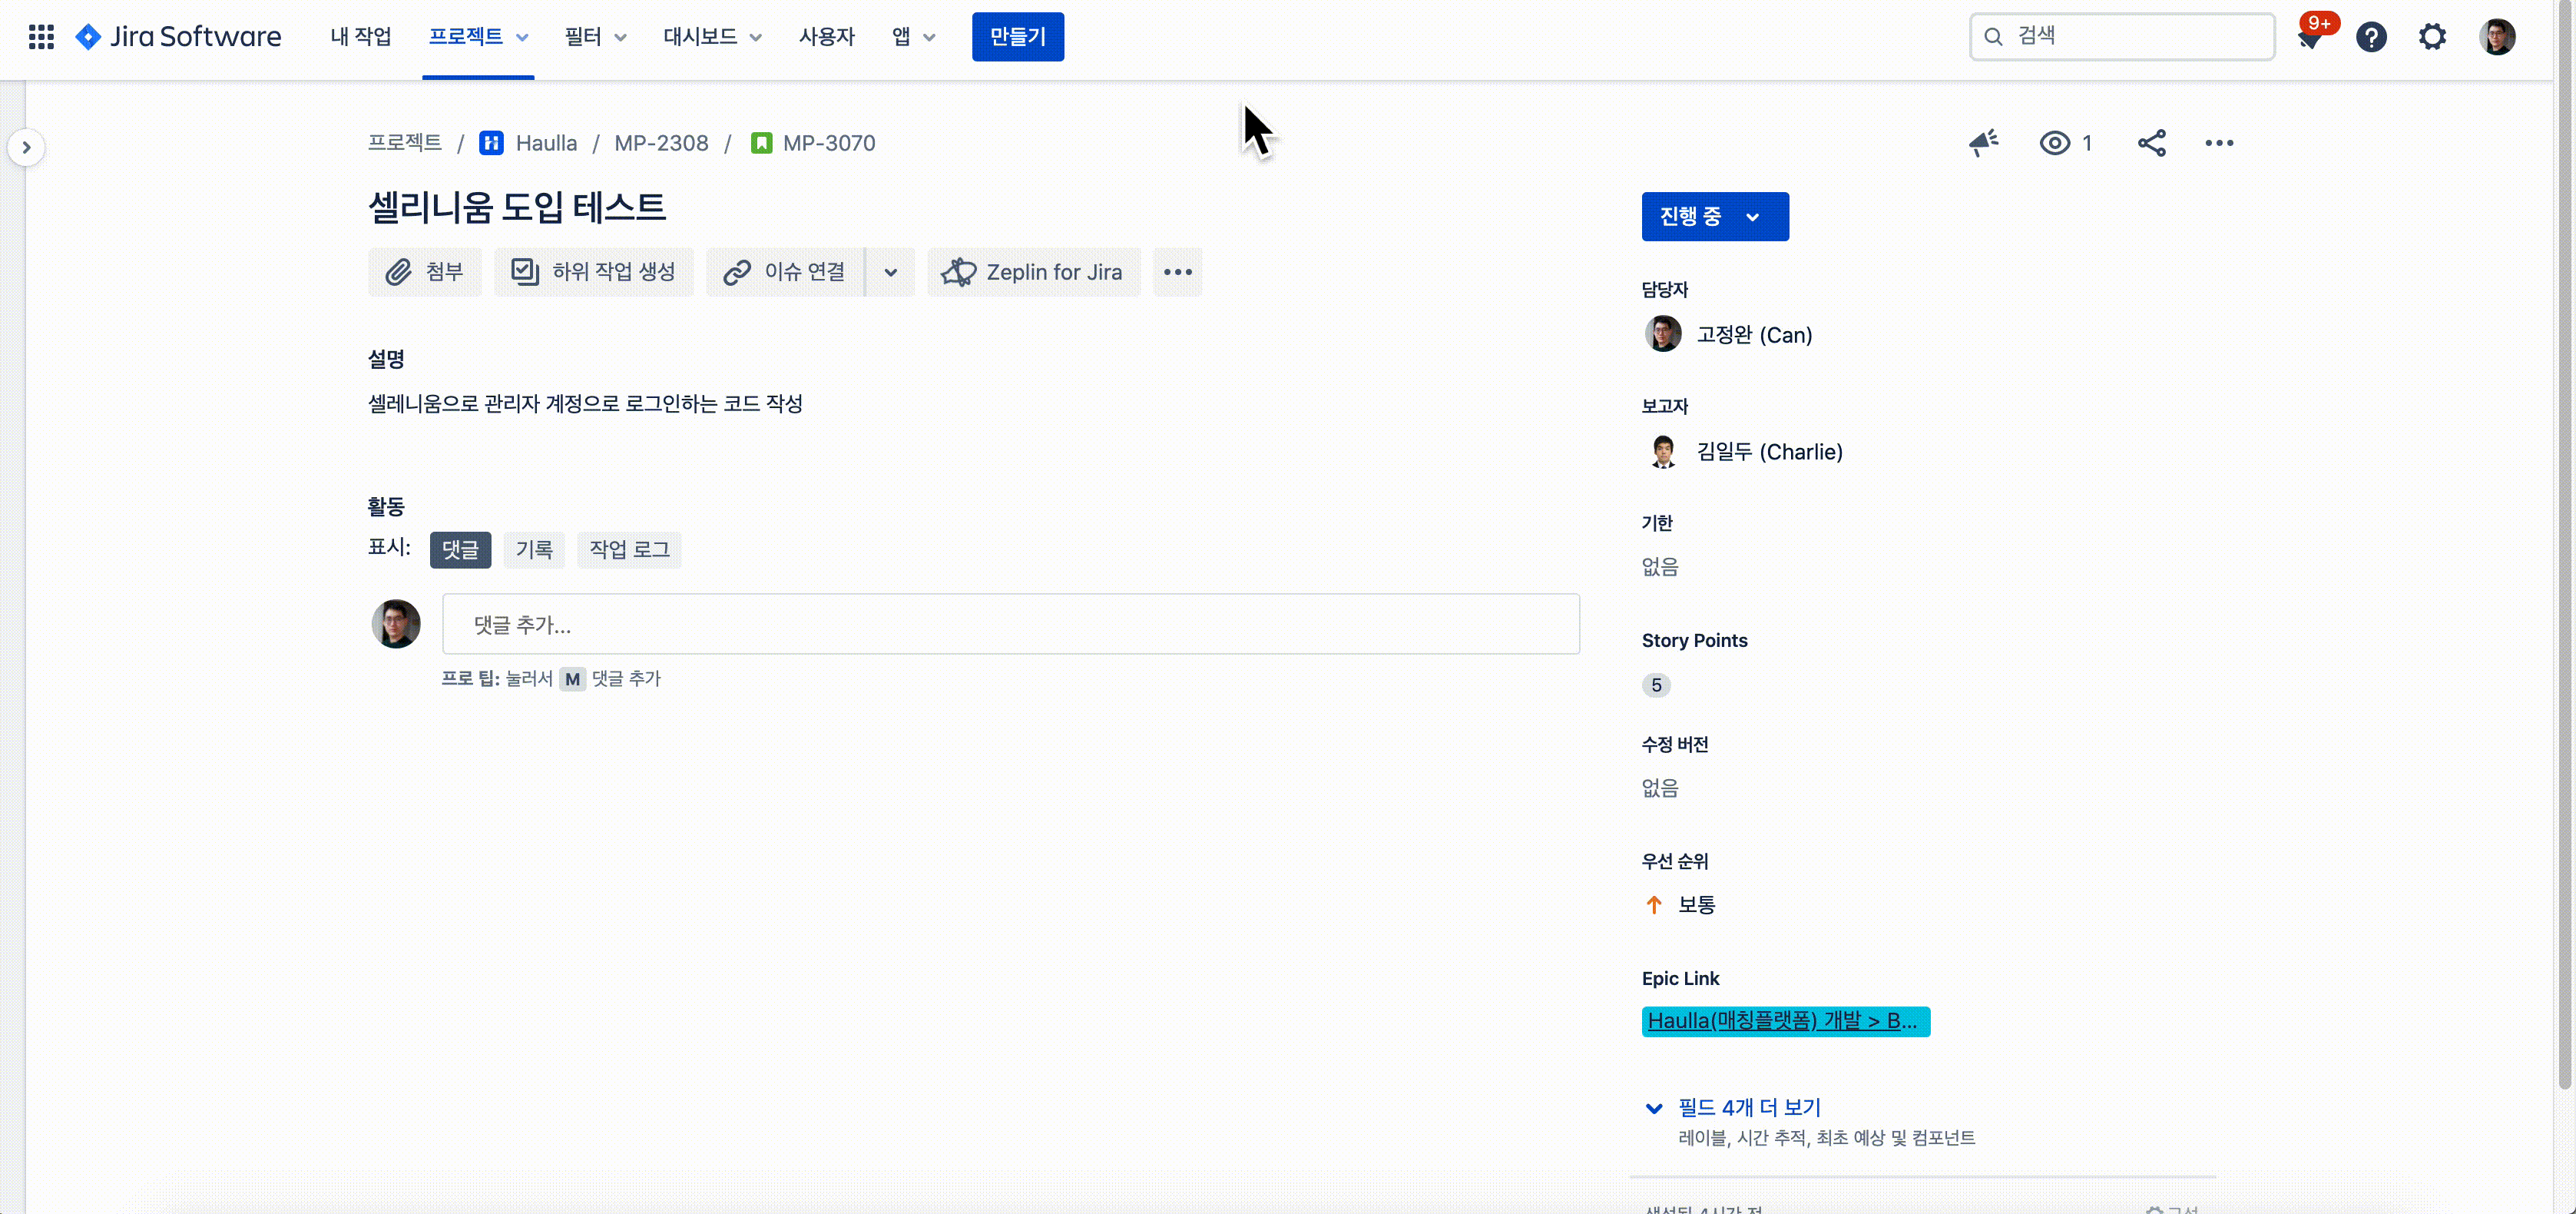 Jira Software 내 작업 프로젝트 필터 대시보드 사용자 앱 만들기 검색 9+
프로젝트 / Haulla / MP-2308 / MP-3070
1
셀리니움 도입 테스트
첨부 하위 작업 생성 이슈 연결 Zeplin for Jira
설명
셀레니움으로 관리자 계정으로 로그인하는 코드 작성
활동
표시: 댓글 기록 작업 로그
댓글 추가...
프로 팁: 눌러서 M 댓글 추가
진행 중
담당자
고정완 (Can)
보고자
김일두 (Charlie)
기한
없음
Story Points
5
수정 버전
없음
우선 순위
보통
Epic Link
Haulla(매칭플랫폼) 개발 > B...
필드 4개 더 보기
레이블, 시간 추적, 최초 예상 및 컴포넌트